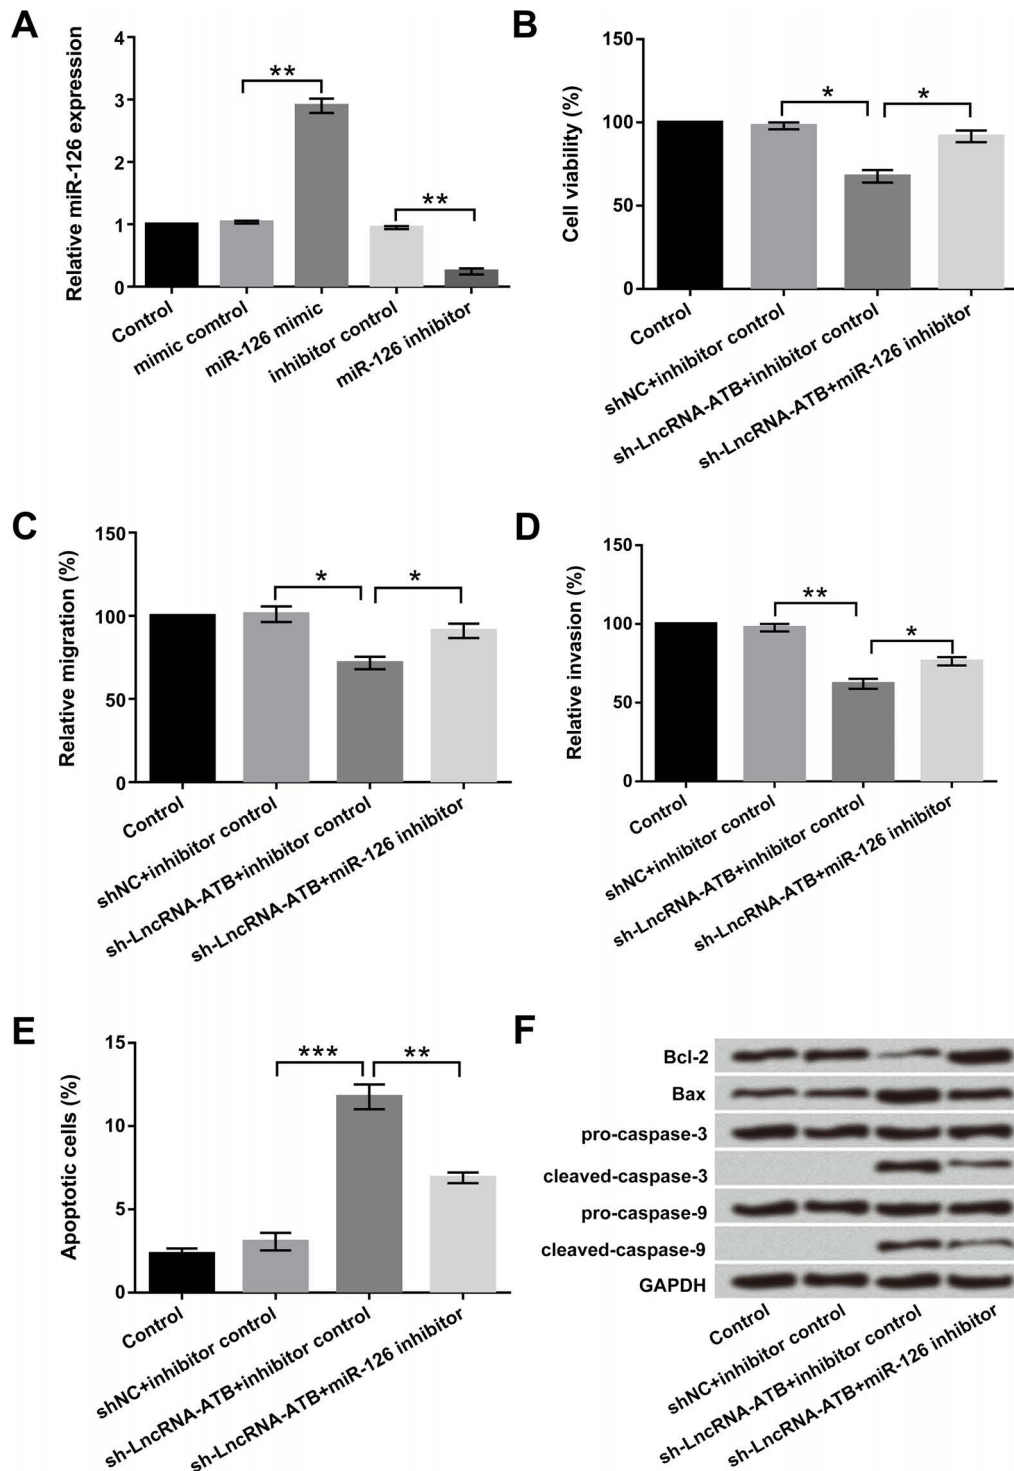 A
Relative miR-126 expression
4
3
2
1
0
**
**
Control
mimic comtrol
miR-126 mimic
inhibitor control
miR-126 inhibitor
B
Cell viability (%)
150
100
50
0
*
*
Control
shNC+inhibitor control
sh-LncRNA-ATB+inhibitor control
sh-LncRNA-ATB+miR-126 inhibitor
C
Relative migration (%)
150
100
50
0
*
*
Control
shNC+inhibitor control
sh-LncRNA-ATB+inhibitor control
sh-LncRNA-ATB+miR-126 inhibitor
D
Relative invasion (%)
150
100
50
0
**
*
Control
shNC+inhibitor control
sh-LncRNA-ATB+inhibitor control
sh-LncRNA-ATB+miR-126 inhibitor
E
Apoptotic cells (%)
15
10
5
0
***
**
Control
shNC+inhibitor control
sh-LncRNA-ATB+inhibitor control
sh-LncRNA-ATB+miR-126 inhibitor
F
Bcl-2
Bax
pro-caspase-3
cleaved-caspase-3
pro-caspase-9
cleaved-caspase-9
GAPDH
Control
shNC+inhibitor control
sh-LncRNA-ATB+inhibitor control
sh-LncRNA-ATB+miR-126 inhibitor